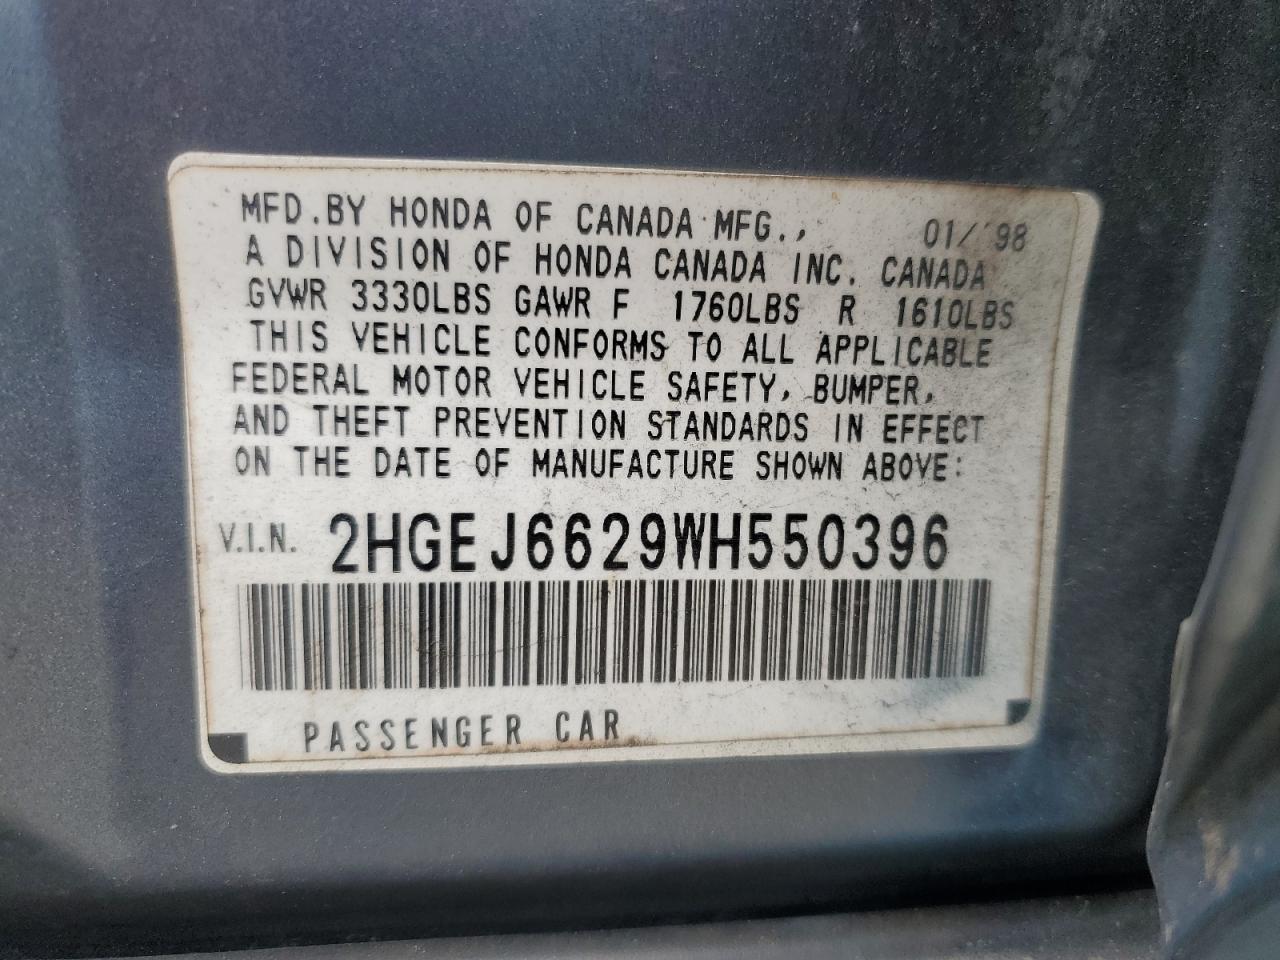 MFD.BY HONDA OF CANADA MFG., 01/'98
A DIVISION OF HONDA CANADA INC. CANADA
GVWR 3330LBS GAWR F 1760LBS R 1610LBS
THIS VEHICLE CONFORMS TO ALL APPLICABLE
FEDERAL MOTOR VEHICLE SAFETY, BUMPER,
AND THEFT PREVENTION STANDARDS IN EFFECT
ON THE DATE OF MANUFACTURE SHOWN ABOVE:
V.I.N. 2HGEJ6629WH550396
PASSENGER CAR